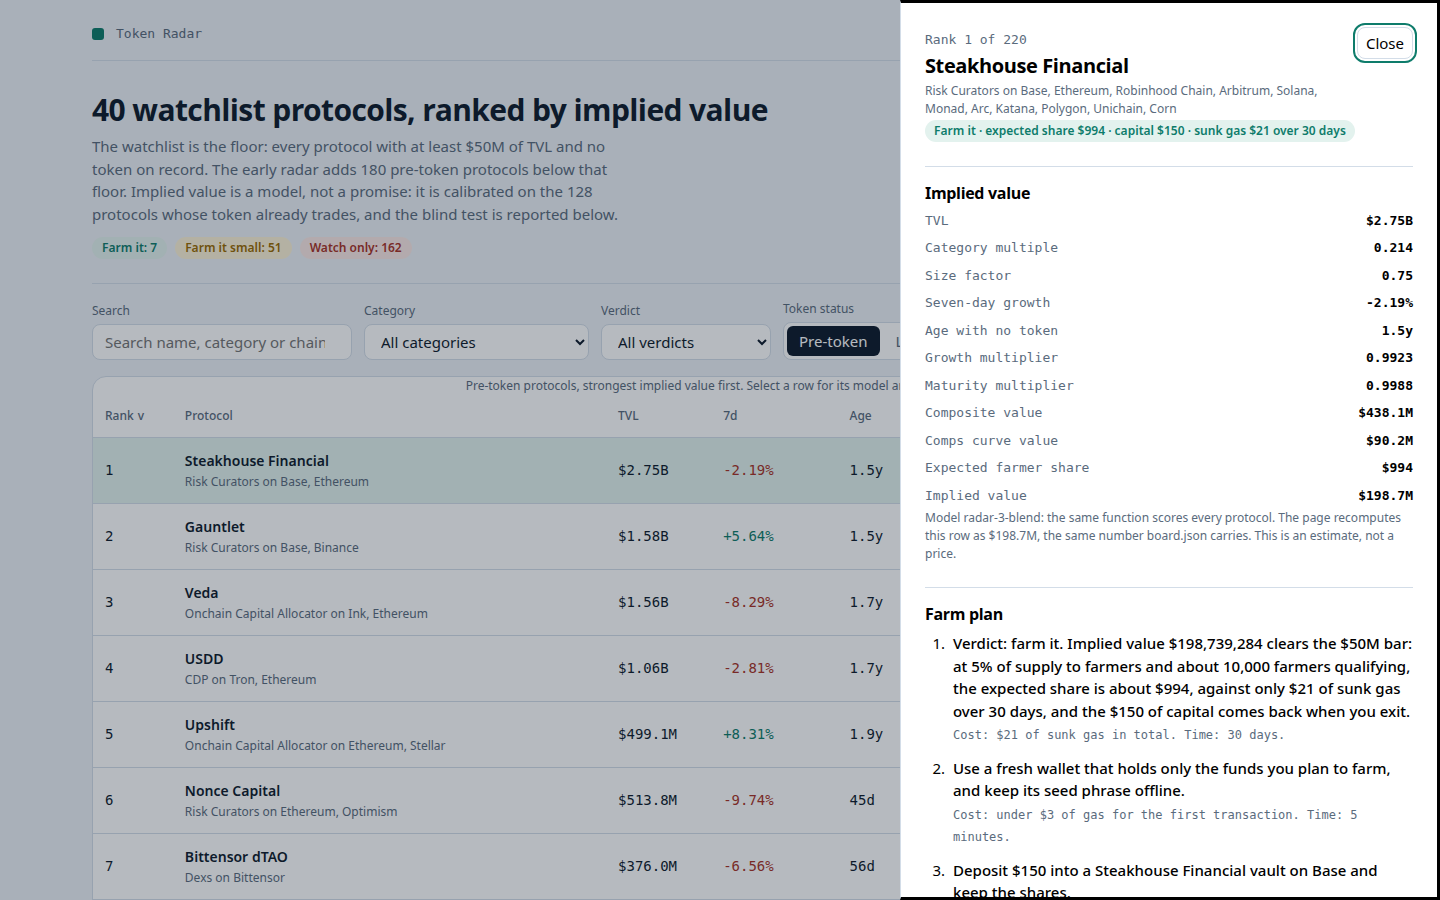 Token Radar
40 watchlist protocols, ranked by implied value
The watchlist is the floor: every protocol with at least $50M of TVL and no
token on record. The early radar adds 180 pre-token protocols below that
floor. Implied value is a model, not a promise: it is calibrated on the 128
protocols whose token already trades, and the blind test is reported below.
Farm it: 7 Farm it small: 51 Watch only: 162
Search Category Verdict Token status
Search name, category or chain All categories All verdicts Pre-token
Pre-token protocols, strongest implied value first. Select a row for its model
Rank v Protocol TVL 7d Age
1 Steakhouse Financial $2.75B -2.19% 1.5y
Risk Curators on Base, Ethereum
2 Gauntlet $1.58B +5.64% 1.5y
Risk Curators on Base, Binance
3 Veda $1.56B -8.29% 1.7y
Onchain Capital Allocator on Ink, Ethereum
4 USDD $1.06B -2.81% 1.7y
CDP on Tron, Ethereum
5 Upshift $499.1M +8.31% 1.9y
Onchain Capital Allocator on Ethereum, Stellar
6 Nonce Capital $513.8M -9.74% 45d
Risk Curators on Ethereum, Optimism
7 Bittensor dTAO $376.0M -6.56% 56d
Dexs on Bittensor
Rank 1 of 220
Close
Steakhouse Financial
Risk Curators on Base, Ethereum, Robinhood Chain, Arbitrum, Solana,
Monad, Arc, Katana, Polygon, Unichain, Corn
Farm it · expected share $994 · capital $150 · sunk gas $21 over 30 days
Implied value
TVL $2.75B
Category multiple 0.214
Size factor 0.75
Seven-day growth -2.19%
Age with no token 1.5y
Growth multiplier 0.9923
Maturity multiplier 0.9988
Composite value $438.1M
Comps curve value $90.2M
Expected farmer share $994
Implied value $198.7M
Model radar-3-blend: the same function scores every protocol. The page recomputes
this row as $198.7M, the same number board.json carries. This is an estimate, not a
price.
Farm plan
1. Verdict: farm it. Implied value $198,739,284 clears the $50M bar:
at 5% of supply to farmers and about 10,000 farmers qualifying,
the expected share is about $994, against only $21 of sunk gas
over 30 days, and the $150 of capital comes back when you exit.
Cost: $21 of sunk gas in total. Time: 30 days.
2. Use a fresh wallet that holds only the funds you plan to farm,
and keep its seed phrase offline.
Cost: under $3 of gas for the first transaction. Time: 5
minutes.
3. Deposit $150 into a Steakhouse Financial vault on Base and
keep the shares.